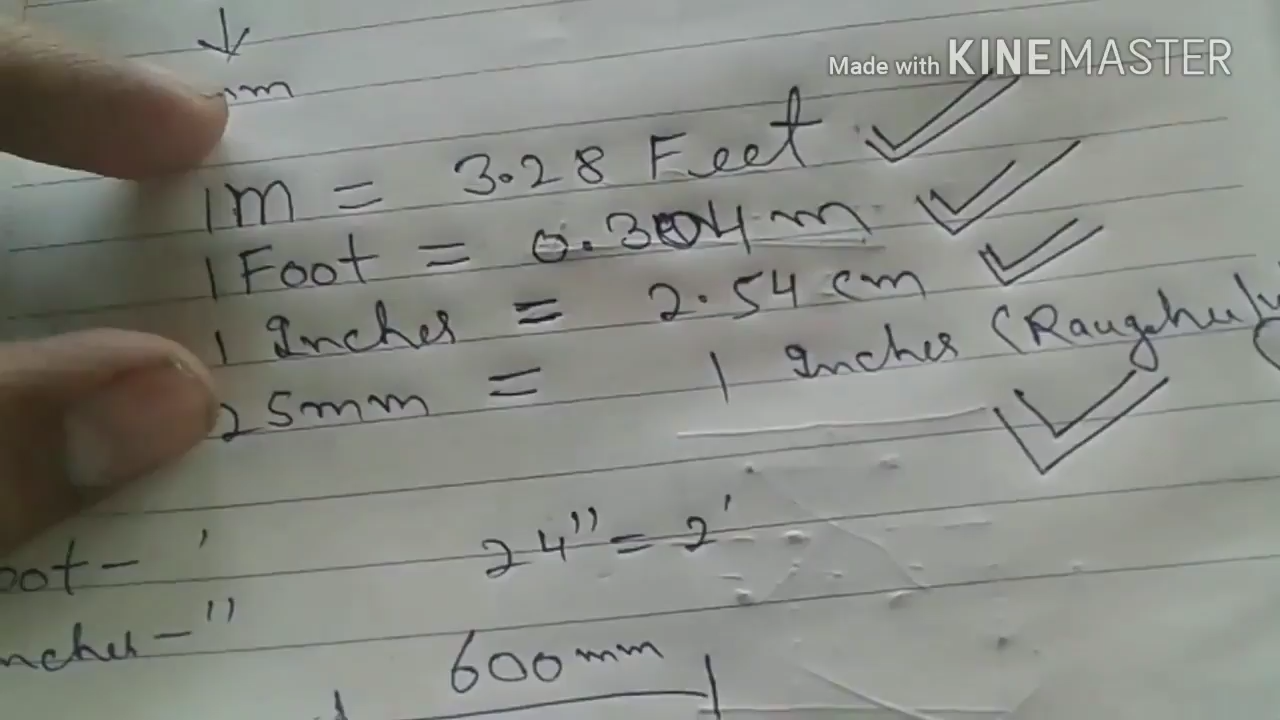 Made with KINEMASTER
mm
1m = 3.28 Feet
1 Foot = 0.304 m
1 Inches = 2.54 cm
25mm = 1 Inches (Raughu)ly
oot - '
24" = 2'
nches - "
600mm